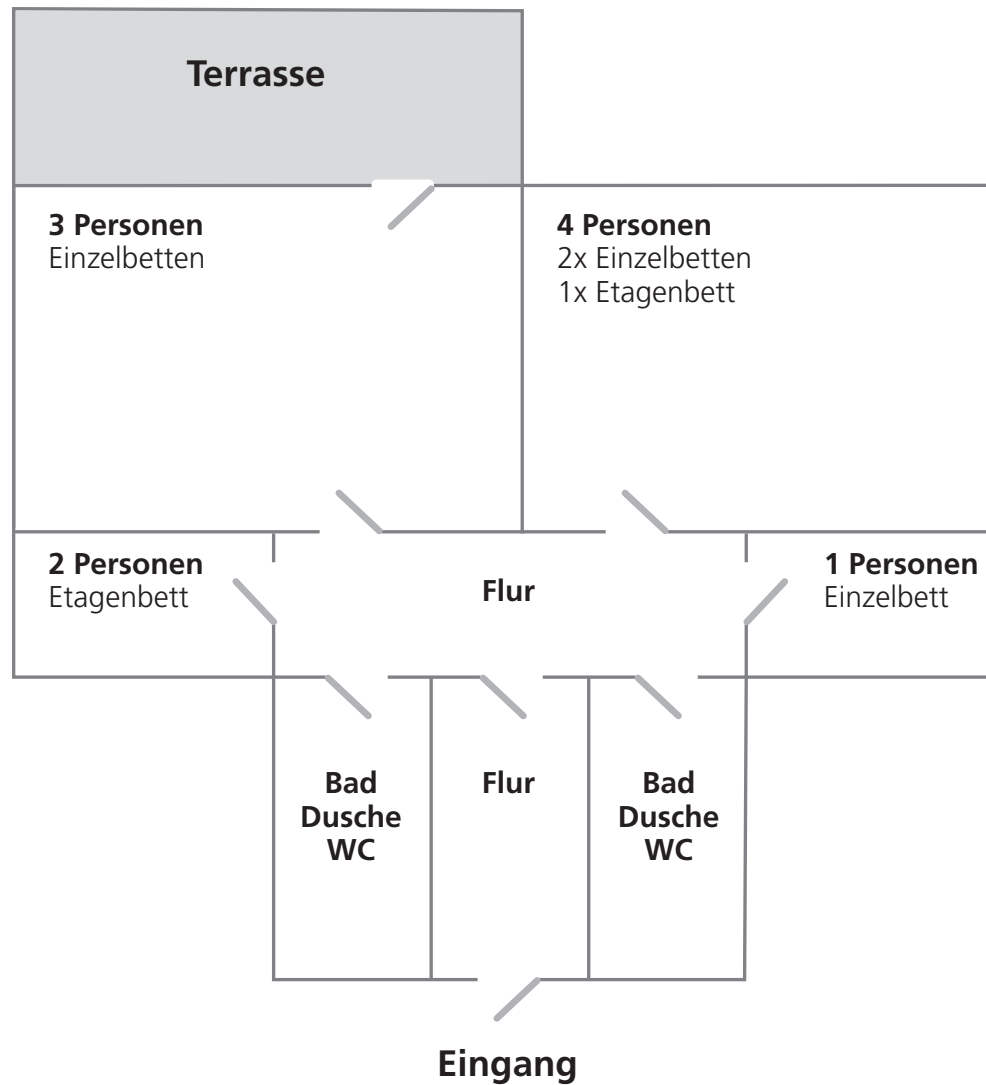 Terrasse
3 Personen
Einzelbetten
4 Personen
2x Einzelbetten
1x Etagenbett
2 Personen
Etagenbett
Flur
1 Personen
Einzelbett
Bad
Dusche
WC
Flur
Bad
Dusche
WC
Eingang